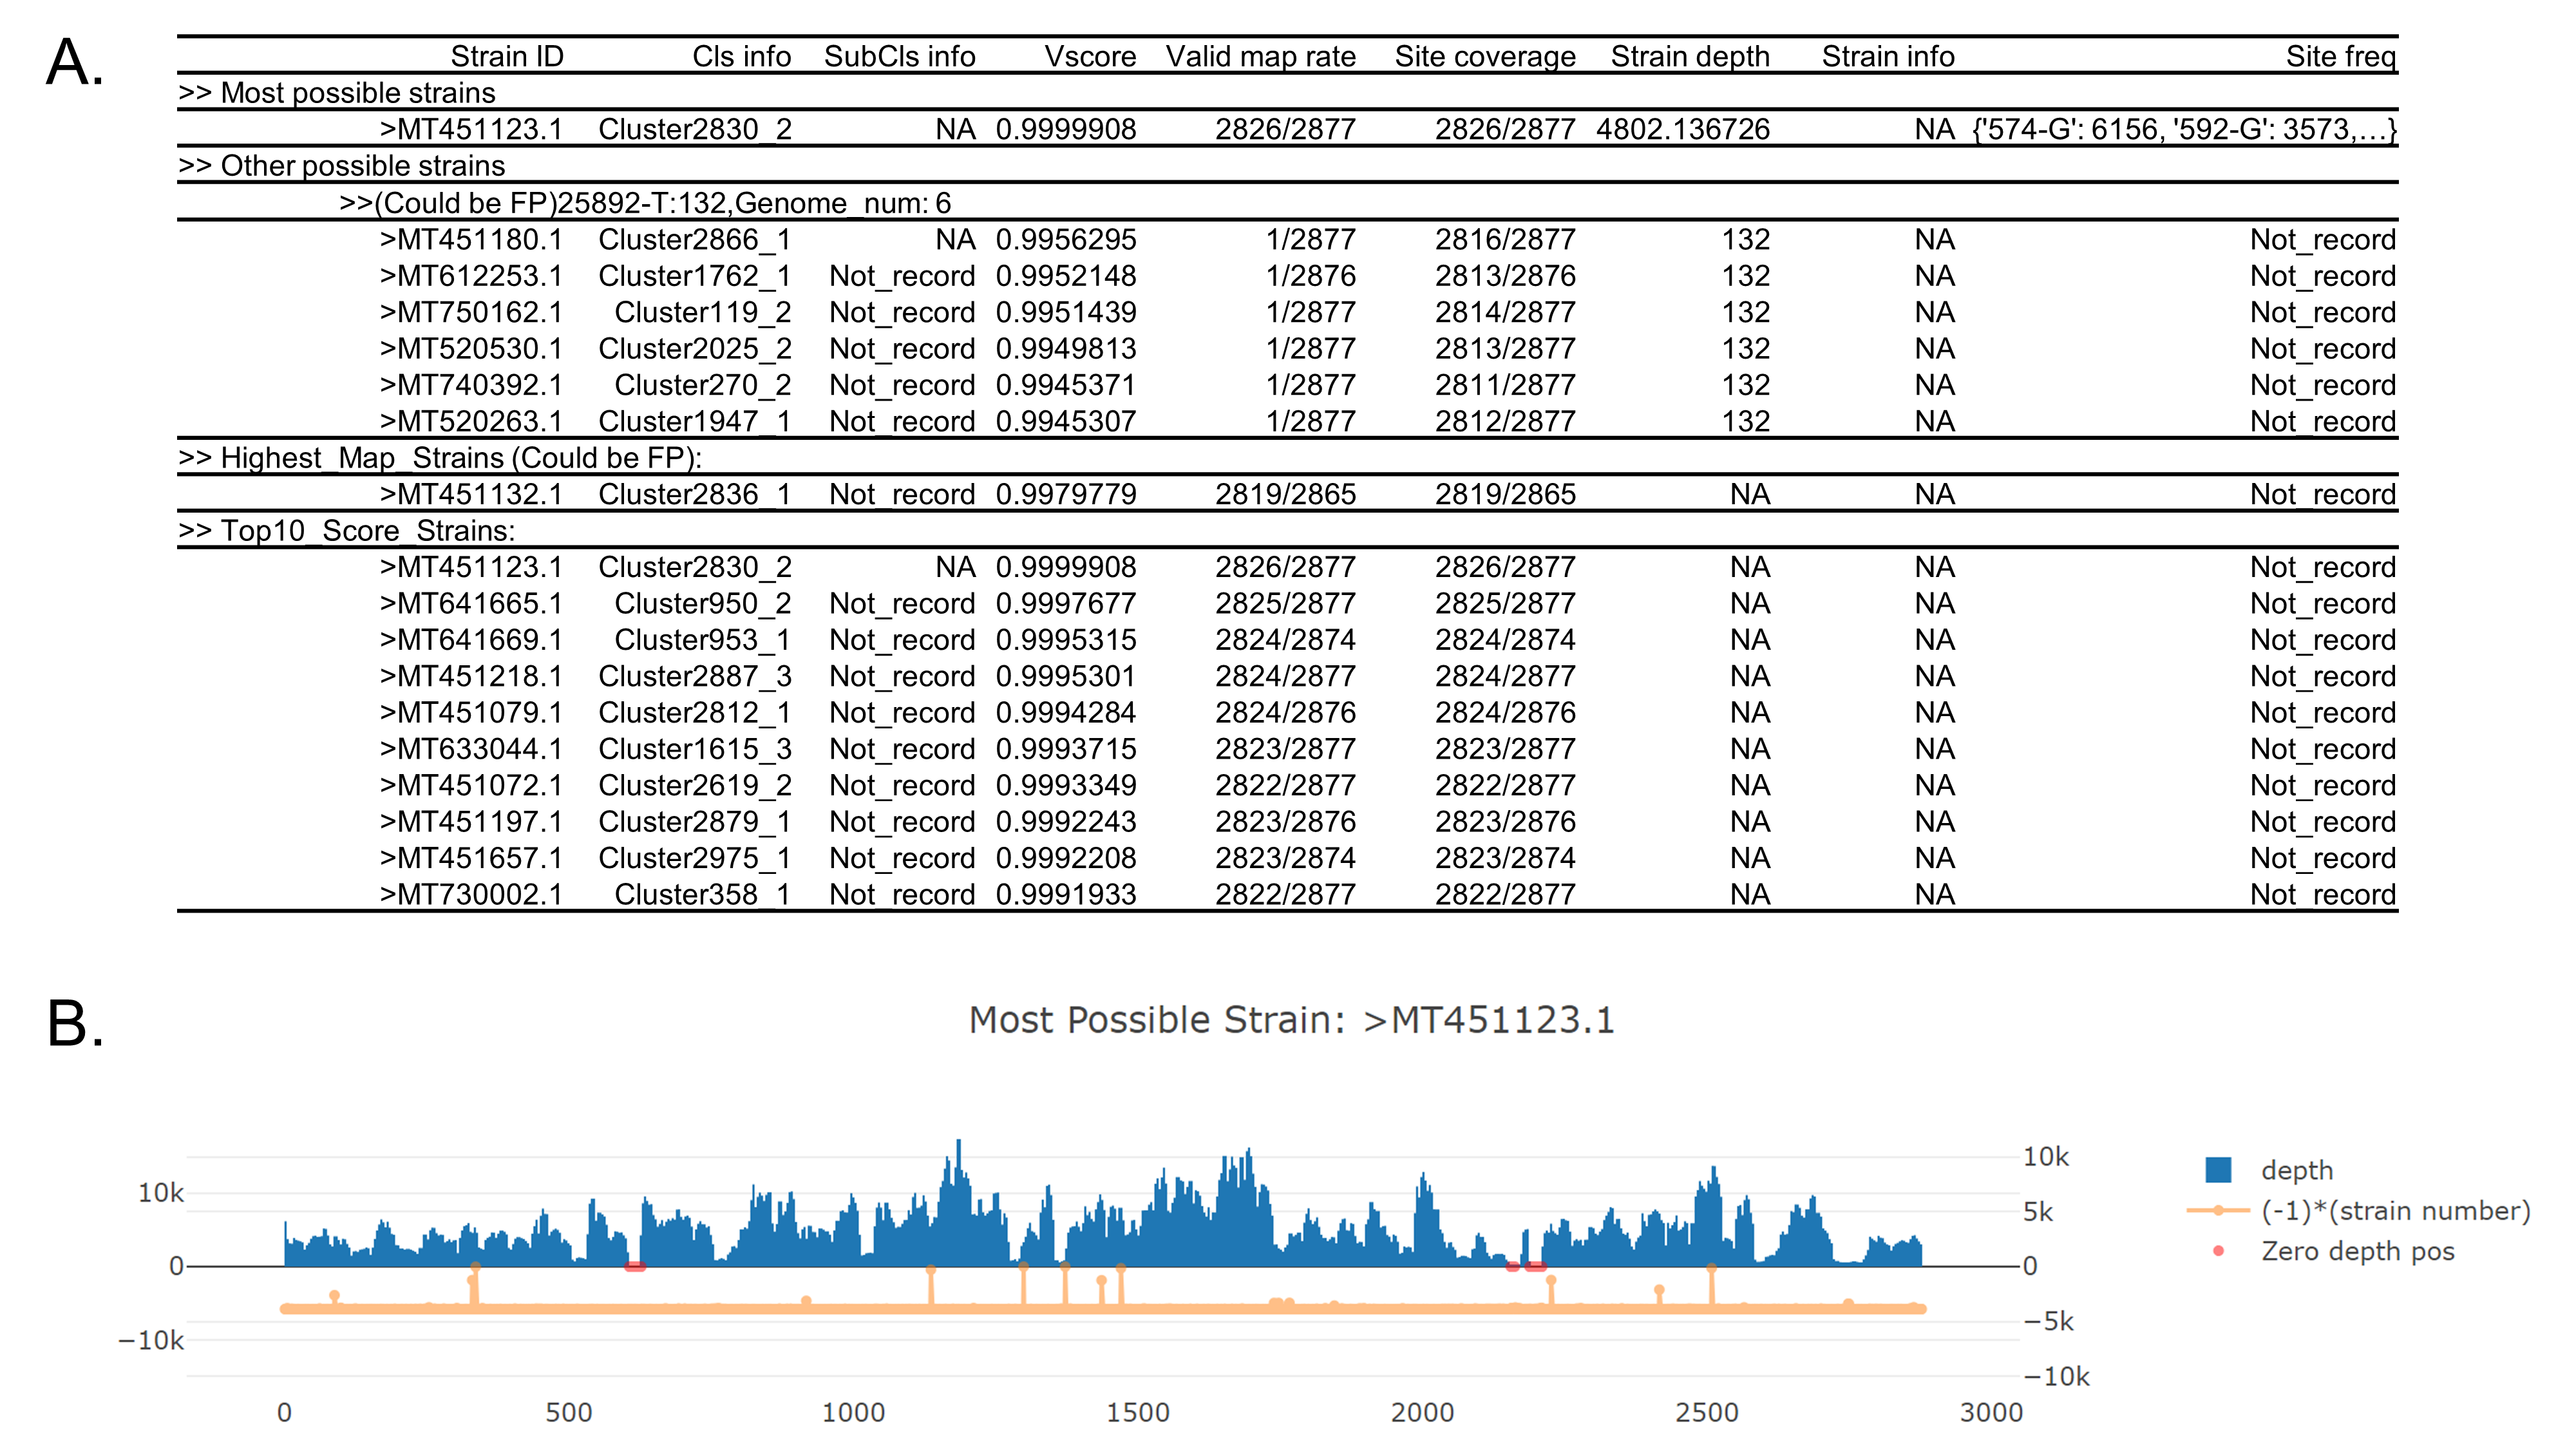 A.
Strain ID Cls info SubCls info Vscore Valid map rate Site coverage Strain depth Strain info Site freq
>> Most possible strains
>MT451123.1 Cluster2830_2 NA 0.9999908 2826/2877 2826/2877 4802.136726 NA {'574-G': 6156, '592-G': 3573,...}
>> Other possible strains
>>(Could be FP)25892-T:132,Genome_num: 6
>MT451180.1 Cluster2866_1 NA 0.9956295 1/2877 2816/2877 132 NA Not_record
>MT612253.1 Cluster1762_1 Not_record 0.9952148 1/2876 2813/2876 132 NA Not_record
>MT750162.1 Cluster119_2 Not_record 0.9951439 1/2877 2814/2877 132 NA Not_record
>MT520530.1 Cluster2025_2 Not_record 0.9949813 1/2877 2813/2877 132 NA Not_record
>MT740392.1 Cluster270_2 Not_record 0.9945371 1/2877 2811/2877 132 NA Not_record
>MT520263.1 Cluster1947_1 Not_record 0.9945307 1/2877 2812/2877 132 NA Not_record
>> Highest_Map_Strains (Could be FP):
>MT451132.1 Cluster2836_1 Not_record 0.9979779 2819/2865 2819/2865 NA NA Not_record
>> Top10_Score_Strains:
>MT451123.1 Cluster2830_2 NA 0.9999908 2826/2877 2826/2877 NA NA Not_record
>MT641665.1 Cluster950_2 Not_record 0.9997677 2825/2877 2825/2877 NA NA Not_record
>MT641669.1 Cluster953_1 Not_record 0.9995315 2824/2874 2824/2874 NA NA Not_record
>MT451218.1 Cluster2887_3 Not_record 0.9995301 2824/2877 2824/2877 NA NA Not_record
>MT451079.1 Cluster2812_1 Not_record 0.9994284 2824/2876 2824/2876 NA NA Not_record
>MT633044.1 Cluster1615_3 Not_record 0.9993715 2823/2877 2823/2877 NA NA Not_record
>MT451072.1 Cluster2619_2 Not_record 0.9993349 2822/2877 2822/2877 NA NA Not_record
>MT451197.1 Cluster2879_1 Not_record 0.9992243 2823/2876 2823/2876 NA NA Not_record
>MT451657.1 Cluster2975_1 Not_record 0.9992208 2823/2874 2823/2874 NA NA Not_record
>MT730002.1 Cluster358_1 Not_record 0.9991933 2822/2877 2822/2877 NA NA Not_record
B.
Most Possible Strain: >MT451123.1
10k
0
−10k
10k
5k
0
−5k
−10k
depth
(-1)*(strain number)
Zero depth pos
0 500 1000 1500 2000 2500 3000